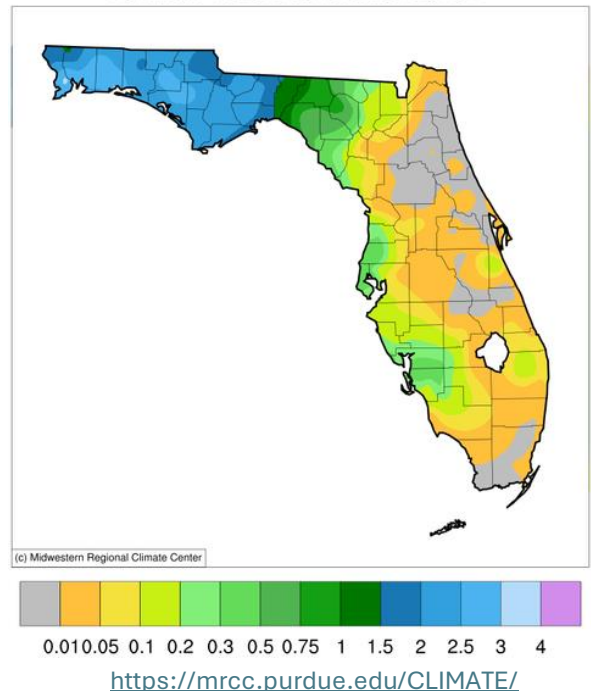 (c) Midwestern Regional Climate Center
0.01 0.05 0.1 0.2 0.3 0.5 0.75 1 1.5 2 2.5 3 4
https://mrcc.purdue.edu/CLIMATE/